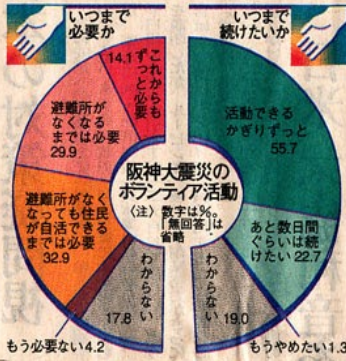 いつまで
必要か
いつまで
続けたいか
これからも
ずっと必要
14.1
避難所が
なくなる
までは必要
29.9
避難所がなく
なっても住民
が自活できる
までは必要
32.9
もう必要ない4.2
わからない
17.8
阪神大震災の
ボランティア活動
〈注〉数字は%。
「無回答」は
省略
活動できる
かぎりずっと
55.7
あと数日間
ぐらいは続
けたい 22.7
わからない
19.0
もうやめたい1.3